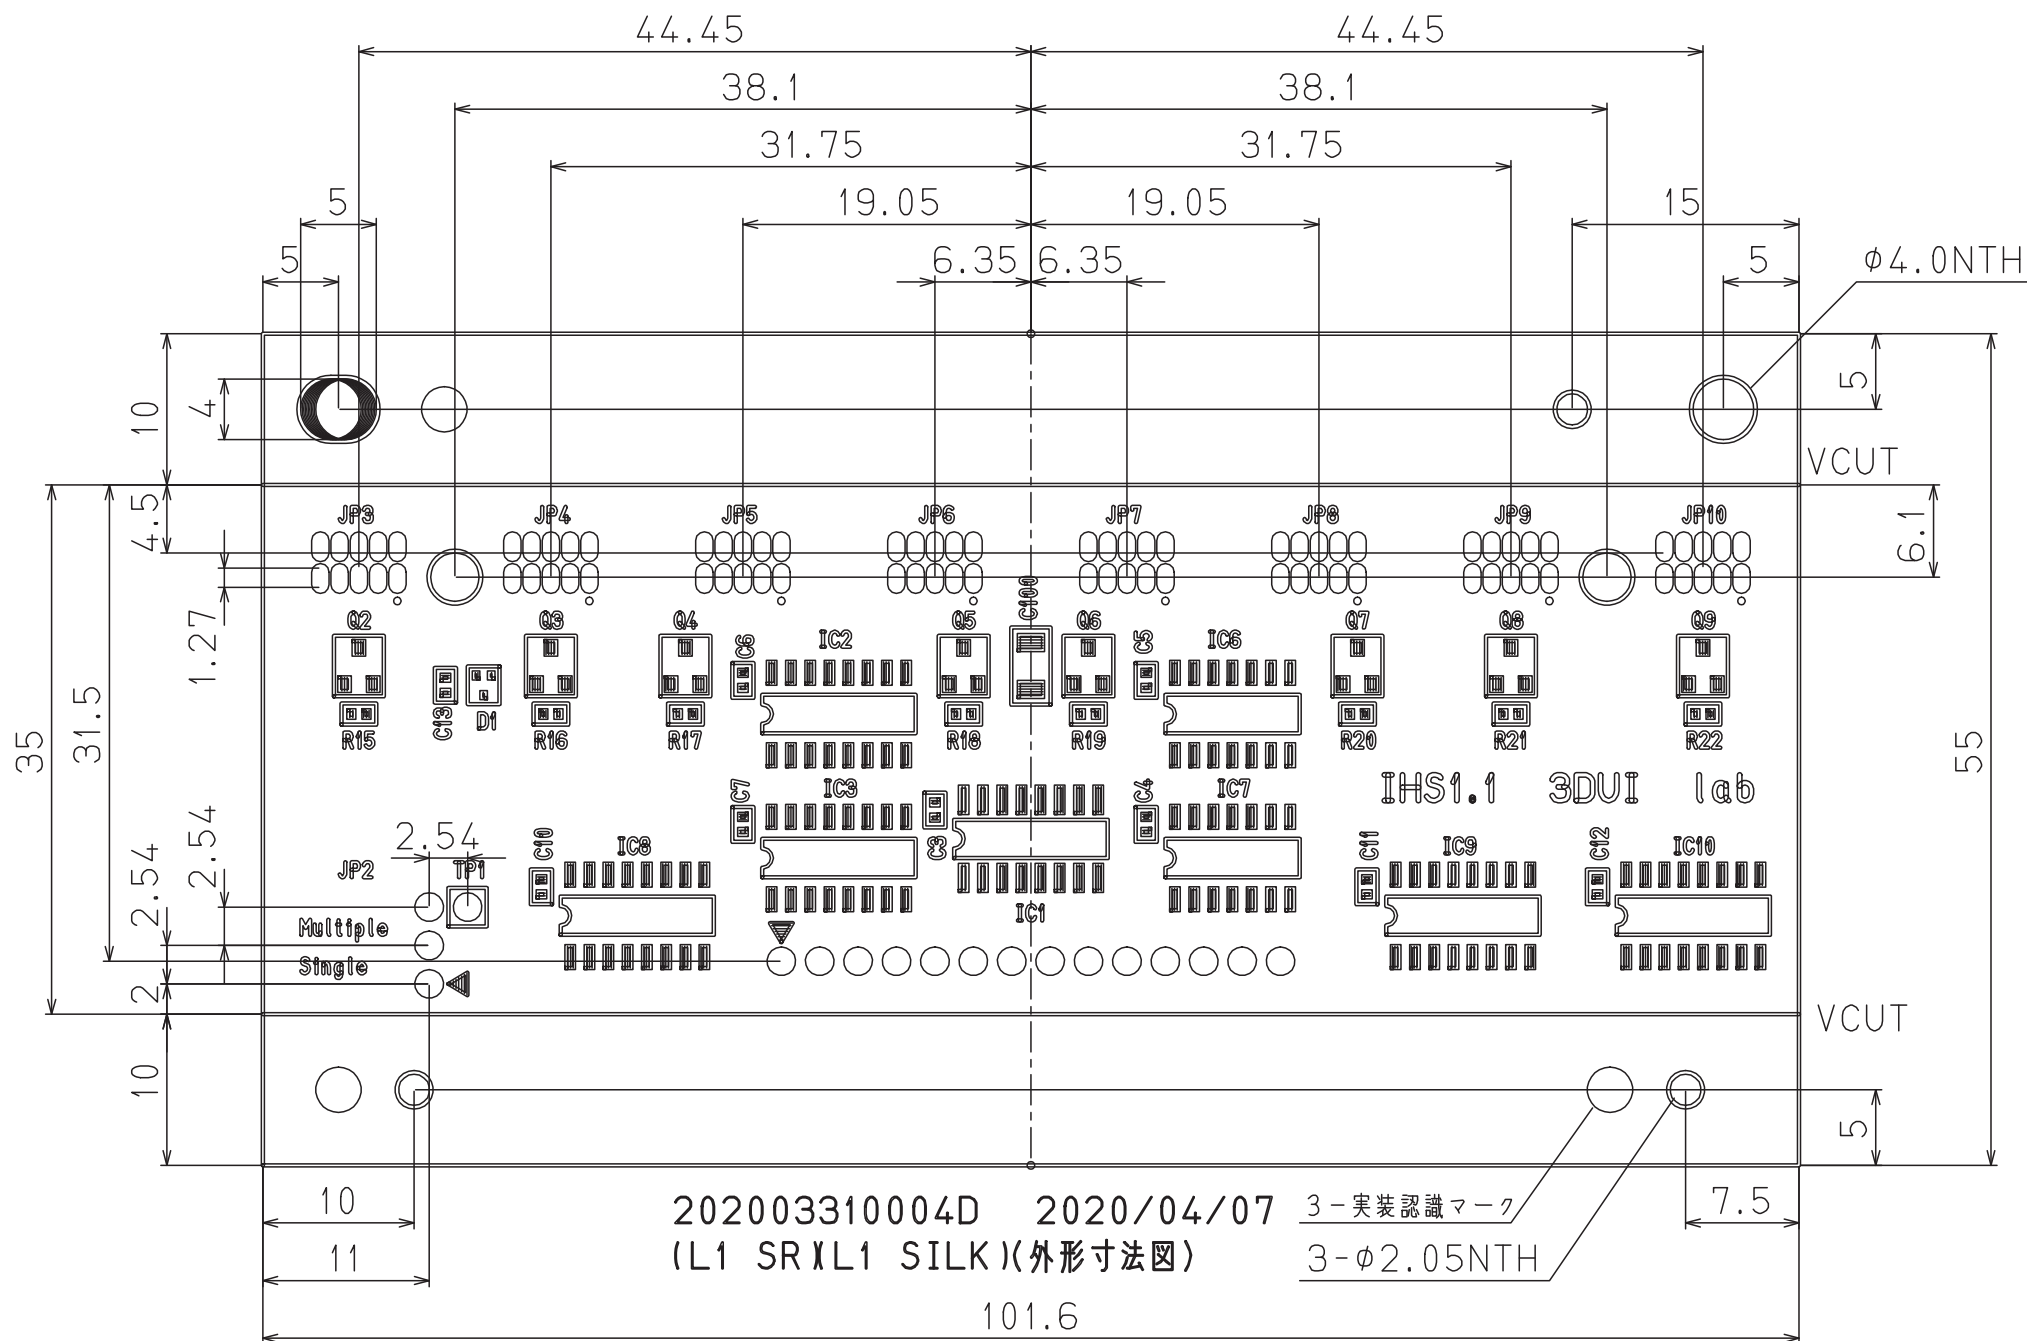 44.45 44.45
38.1 38.1
31.75 31.75
5 19.05 19.05 15
5 6.35 6.35 5 φ4.0NTH
10 4 5
VCUT
4.5 JP3 JP4 JP5 JP6 JP7 JP8 JP9 JP10 6.1
1.27 C100
Q2 Q3 Q4 Q5 Q6 Q7 Q8 Q9
C6 IC2 C5 IC6
C13 D1
R15 R16 R17 R18 R19 R20 R21 R22
35 31.5 55
C7 IC3 C4 IC7 IHS1.1 3DUI lab
2.54 2.54 2.54 C10 IC8 C3 C11 IC9 C12 IC10
JP2 TP1
IC1
Multiple
Single
2
VCUT
10 5
10 202003310004D 2020/04/07 3-実装認識マーク 7.5
11 (L1 SR)(L1 SILK)(外形寸法図) 3-φ2.05NTH
101.6